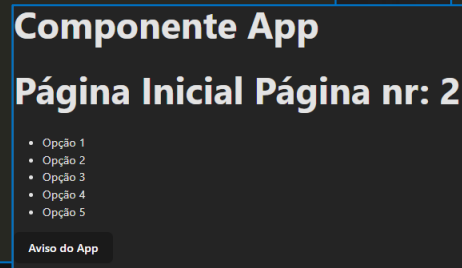 Componente App
Página Inicial Página nr: 2
Opção 1
Opção 2
Opção 3
Opção 4
Opção 5
Aviso do App